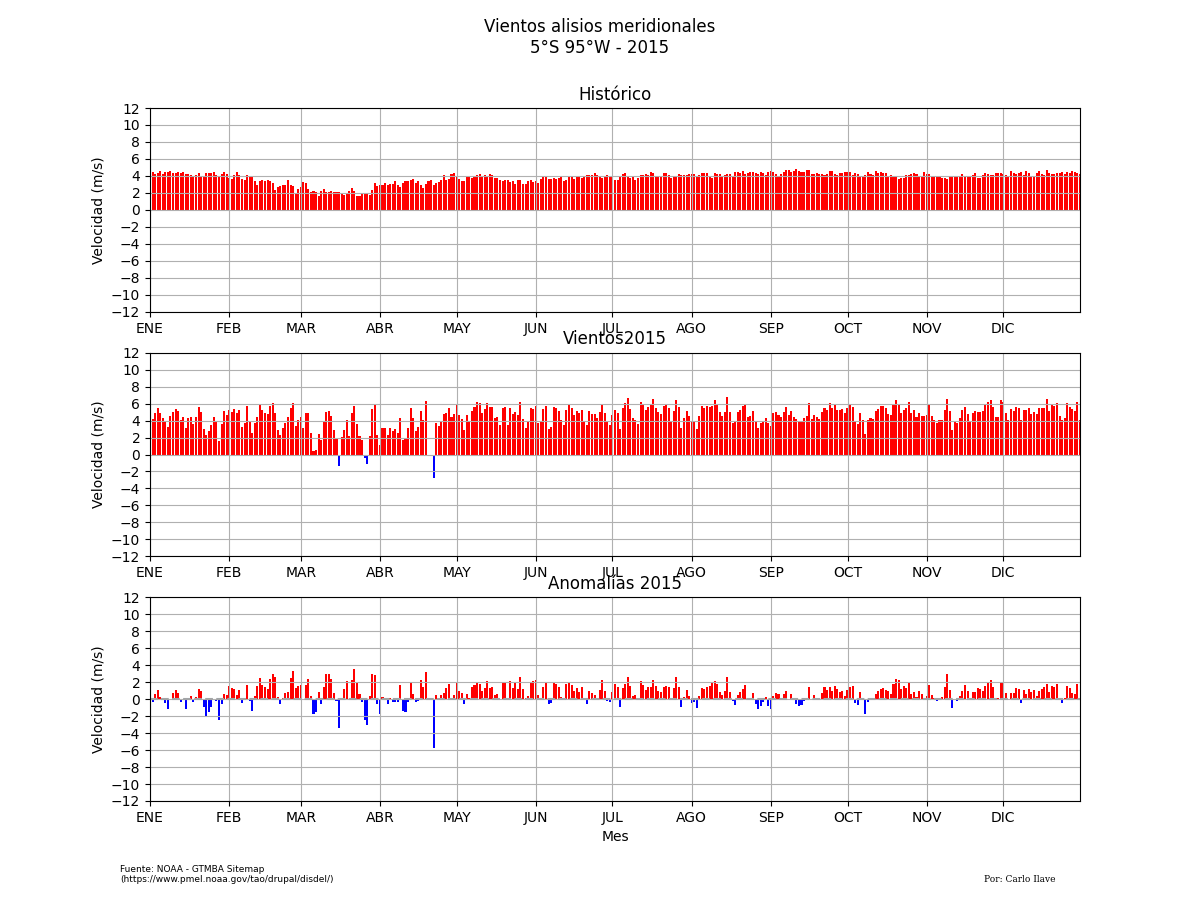 Vientos alisios meridionales
5°S 95°W - 2015
Histórico
12
10
8
6
4
2
0
−2
−4
−6
−8
−10
−12
Velocidad (m/s)
ENE FEB MAR ABR MAY JUN JUL AGO SEP OCT NOV DIC
Vientos2015
12
10
8
6
4
2
0
−2
−4
−6
−8
−10
−12
Velocidad (m/s)
ENE FEB MAR ABR MAY JUN JUL AGO SEP OCT NOV DIC
Anomalías 2015
12
10
8
6
4
2
0
−2
−4
−6
−8
−10
−12
Velocidad (m/s)
ENE FEB MAR ABR MAY JUN JUL AGO SEP OCT NOV DIC
Mes
Fuente: NOAA - GTMBA Sitemap
(https://www.pmel.noaa.gov/tao/drupal/disdel/)
Por: Carlo Ilave